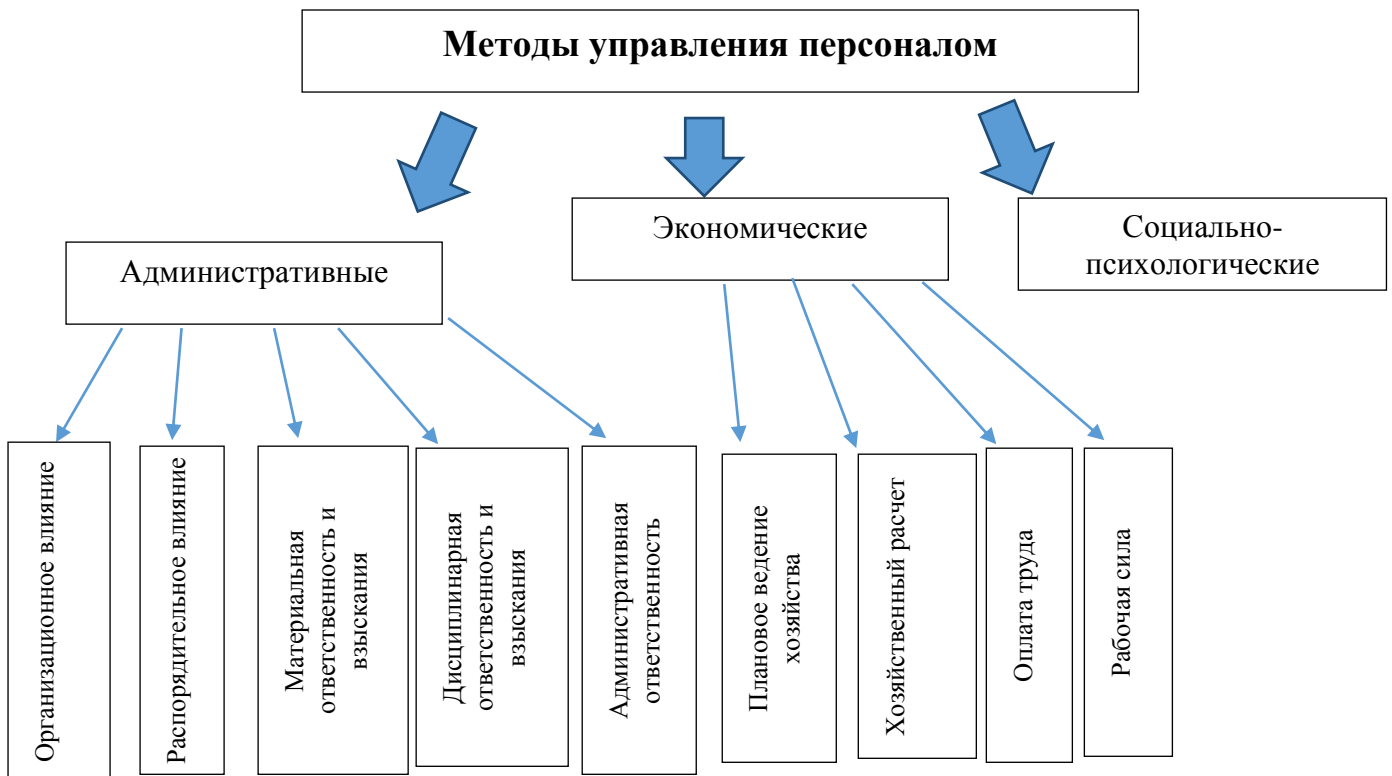 Методы управления персоналом
Экономические
Социально-
психологические
Административные
Организационное влияние
Распорядительное влияние
Материальная
ответственность и
взыскания
Дисциплинарная
ответственность и
взыскания
Административная
ответственность
Плановое ведение
хозяйства
Хозяйственный расчет
Оплата труда
Рабочая сила